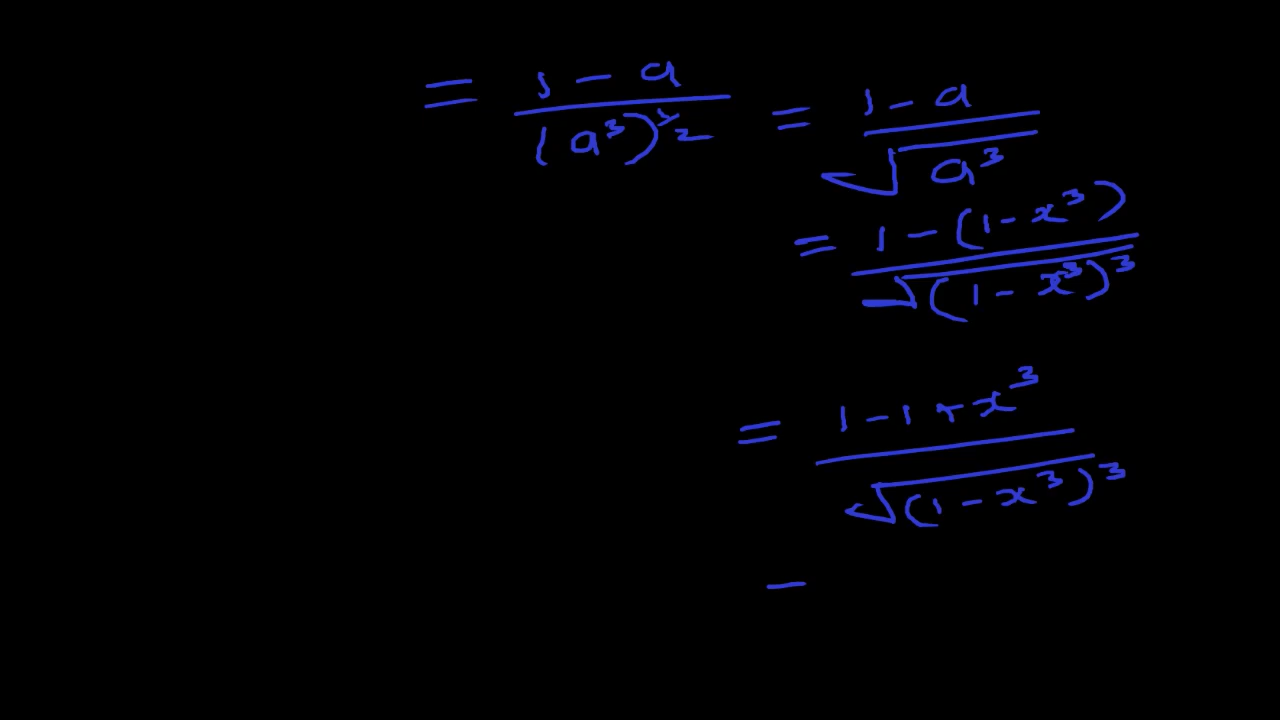 = (1 - a) / (a³)^½ = (1 - a) / √(a³)
= (1 - (1 - x³)) / √((1 - x³)³)
= (1 - 1 + x³) / √((1 - x³)³)
−